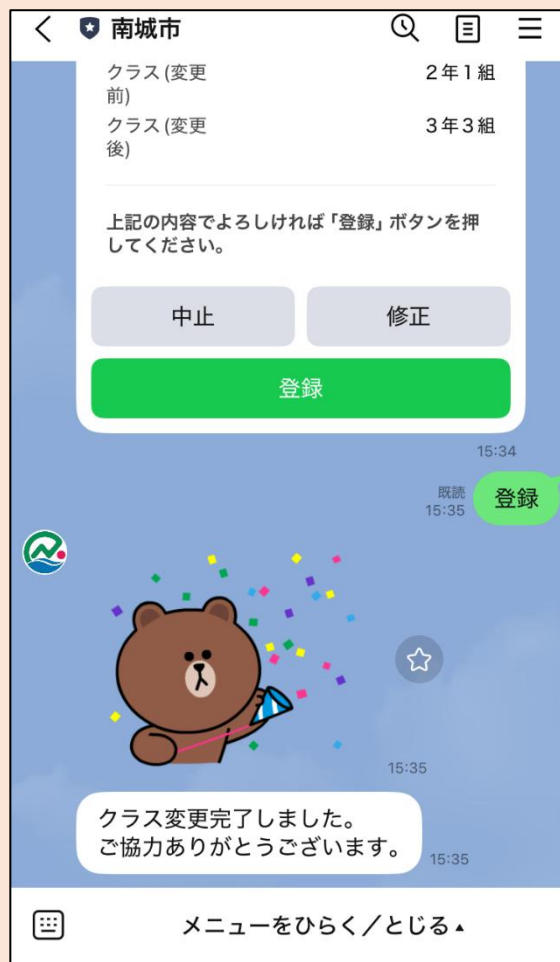 南城市
クラス(変更
前)
2年1組
クラス(変更
後)
3年3組
上記の内容でよろしければ「登録」ボタンを押
してください。
中止
修正
登録
15:34
既読
15:35
登録
15:35
クラス変更完了しました。
ご協力ありがとうございます。
15:35
メニューをひらく/とじる▲